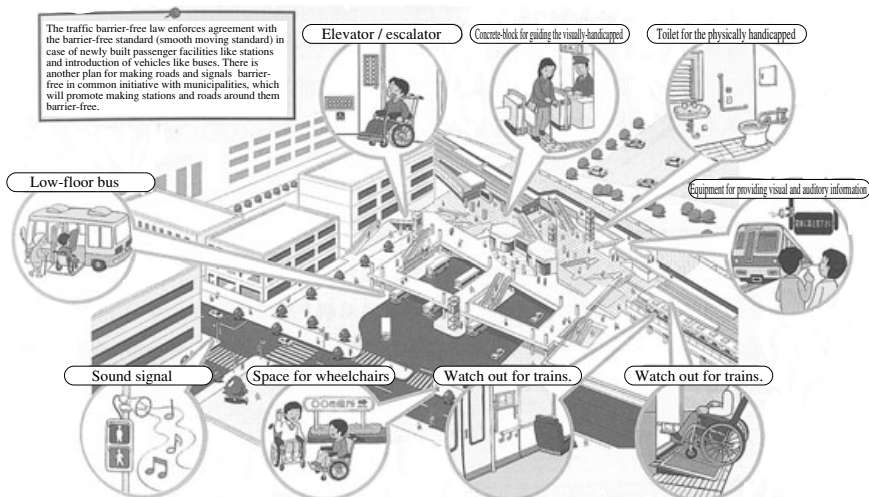 The traffic barrier-free law enforces agreement with
the barrier-free standard (smooth moving standard) in
case of newly built passenger facilities like stations
and introduction of vehicles like buses. There is
another plan for making roads and signals barrier-
free in common initiative with municipalities, which
will promote making stations and roads around them
barrier-free.
Elevator / escalator
Concrete-block for guiding the visually-handicapped
Toilet for the physically handicapped
Low-floor bus
Equipment for providing visual and auditory information
Sound signal
Space for wheelchairs
Watch out for trains.
Watch out for trains.